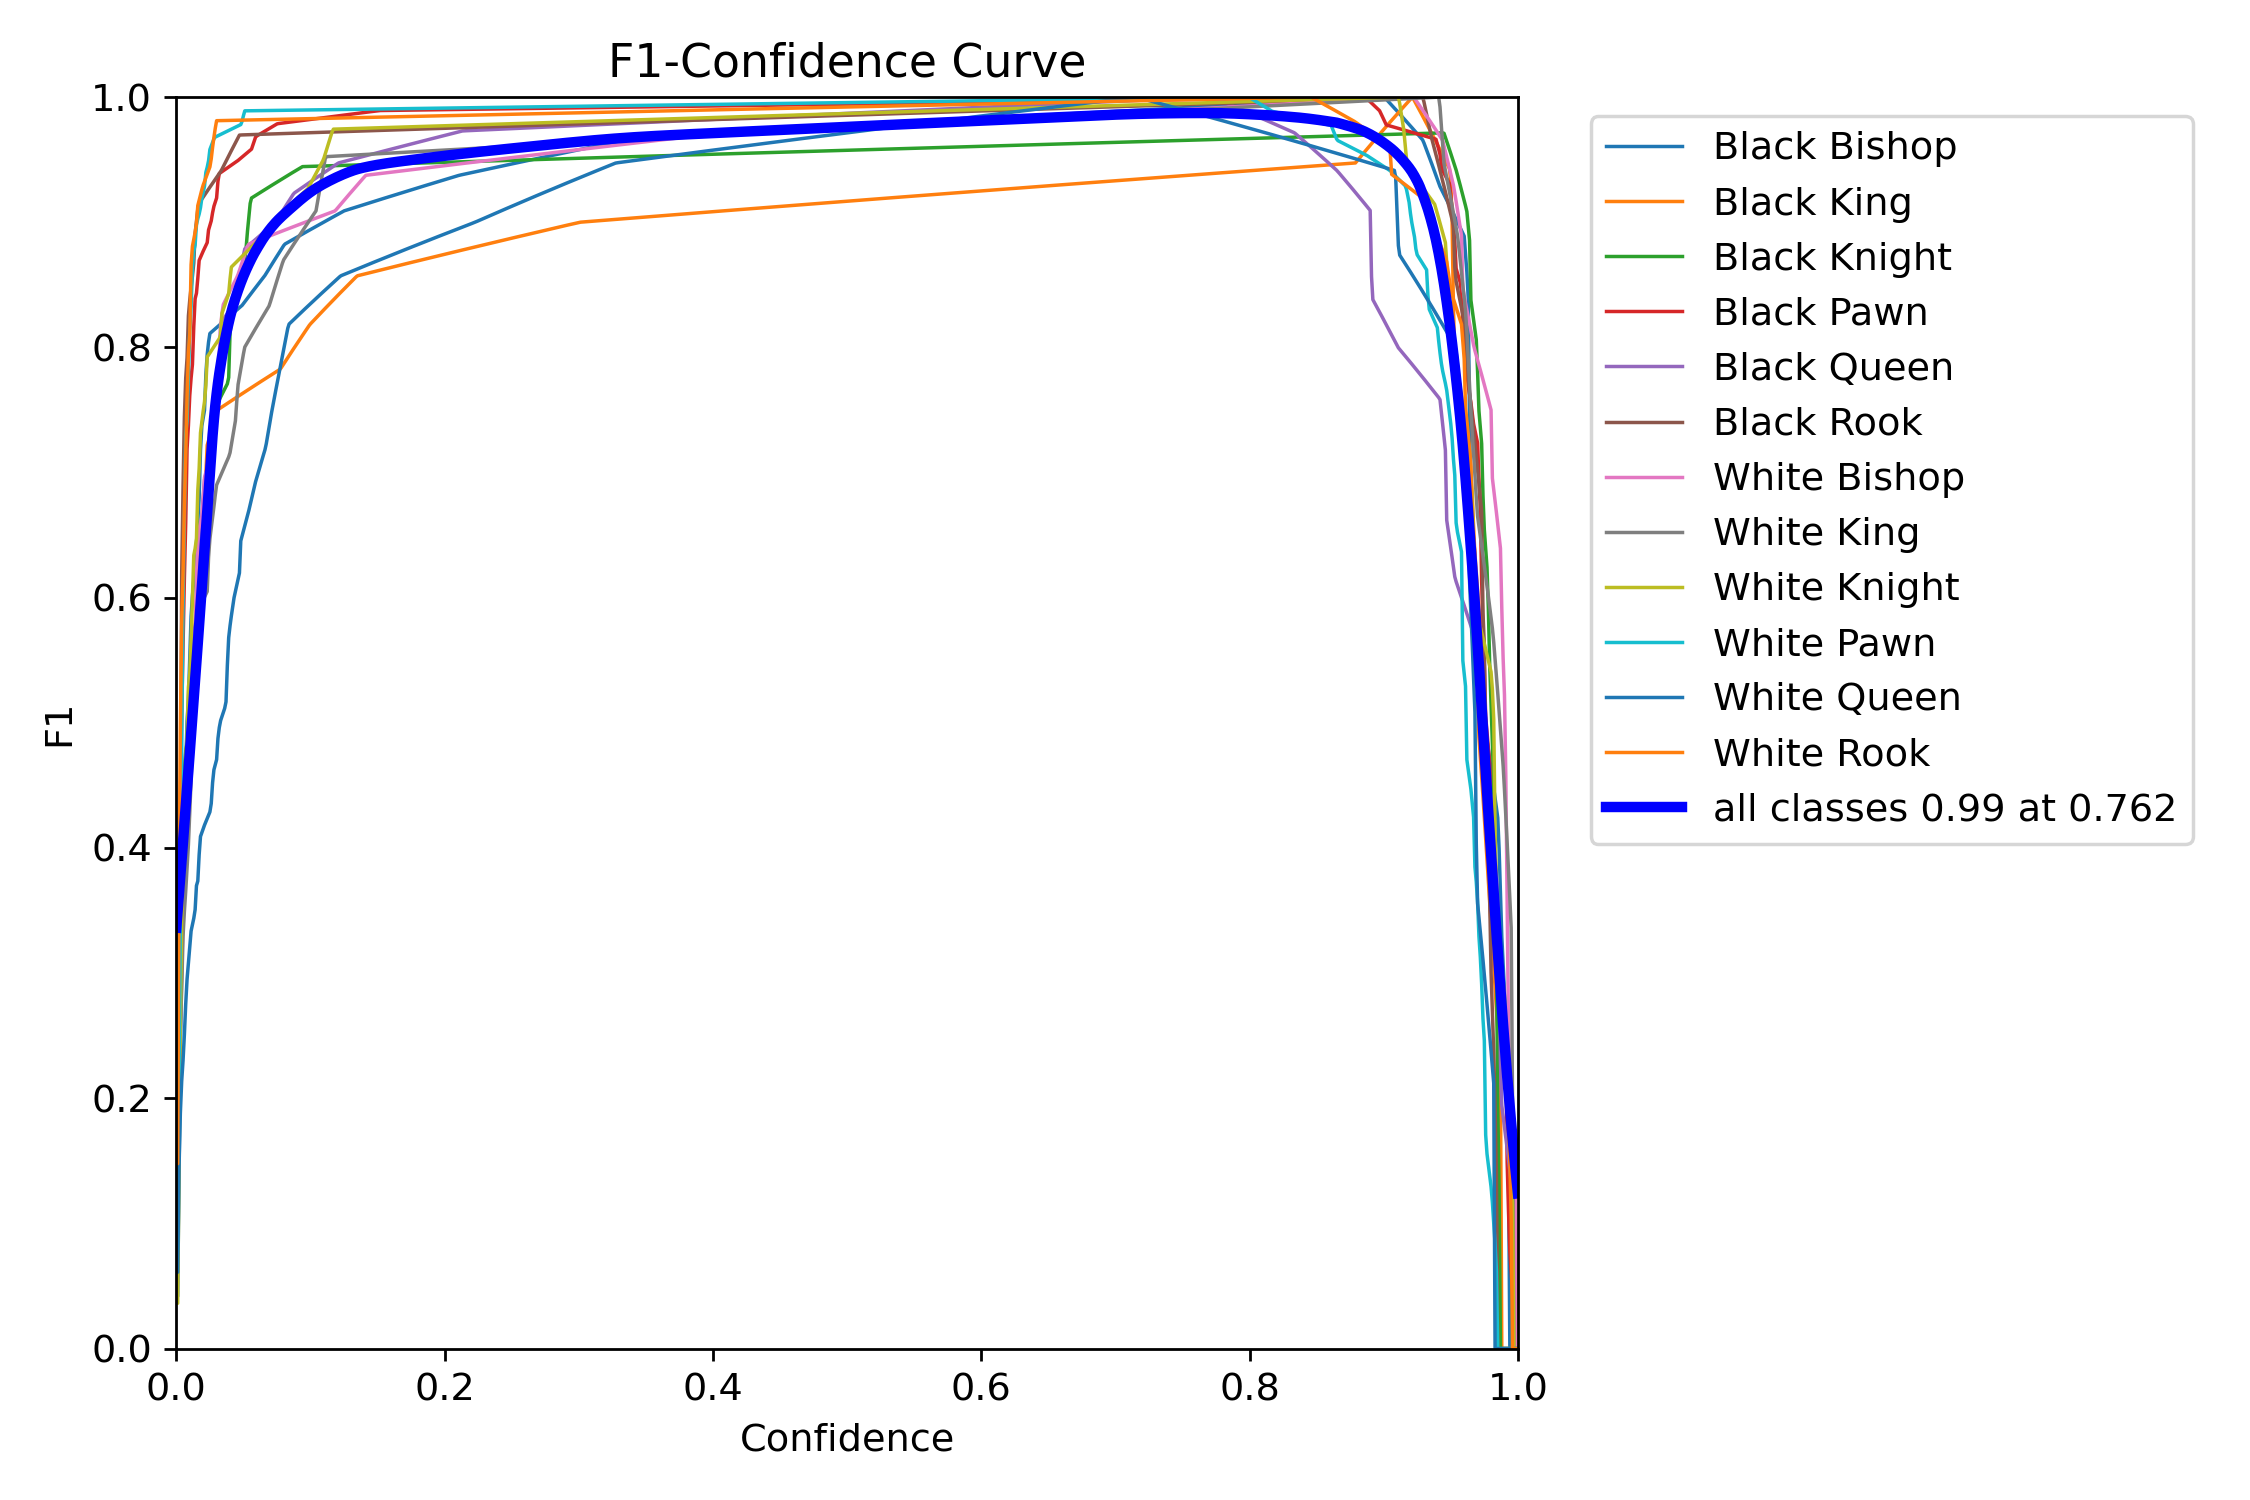 F1-Confidence Curve
1.0
0.8
0.6
0.4
0.2
0.0
F1
0.0 0.2 0.4 0.6 0.8 1.0
Confidence
Black Bishop
Black King
Black Knight
Black Pawn
Black Queen
Black Rook
White Bishop
White King
White Knight
White Pawn
White Queen
White Rook
all classes 0.99 at 0.762